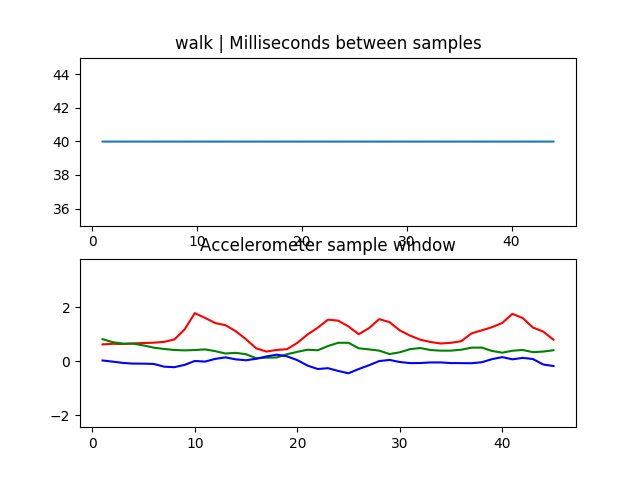 walk | Milliseconds between samples
44
42
40
38
36
0 10 20 30 40
Accelerometer sample window
2
0
−2
0 10 20 30 40